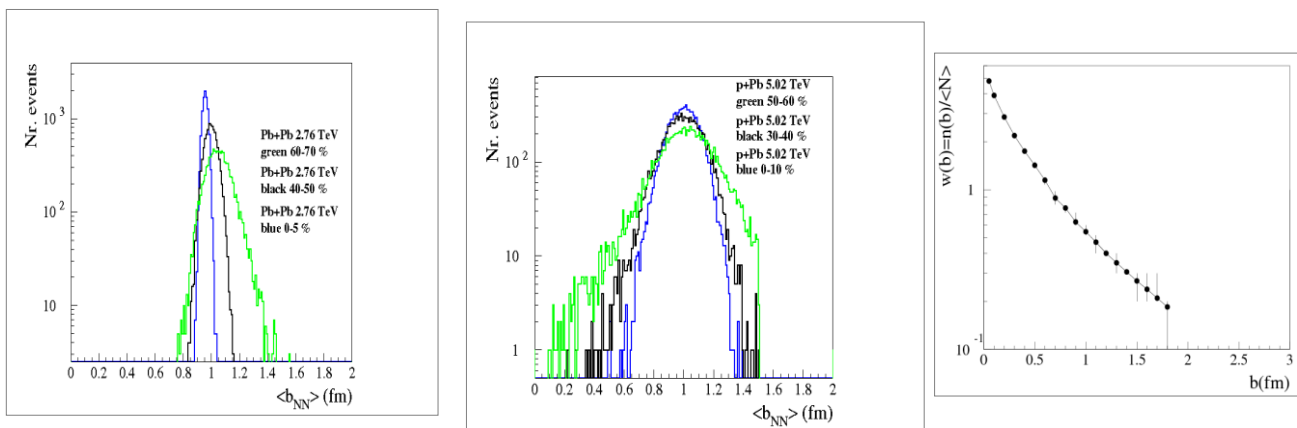 Nr. events
10^3
10^2
10
Pb+Pb 2.76 TeV
green 60-70 %
Pb+Pb 2.76 TeV
black 40-50 %
Pb+Pb 2.76 TeV
blue 0-5 %
0 0.2 0.4 0.6 0.8 1 1.2 1.4 1.6 1.8 2
<b_NN> (fm)
Nr. events
10^2
10
1
p+Pb 5.02 TeV
green 50-60 %
p+Pb 5.02 TeV
black 30-40 %
p+Pb 5.02 TeV
blue 0-10 %
0 0.2 0.4 0.6 0.8 1 1.2 1.4 1.6 1.8 2
<b_NN> (fm)
w(b)=n(b)/<N>
1
10^-1
0 0.5 1 1.5 2 2.5 3
b(fm)